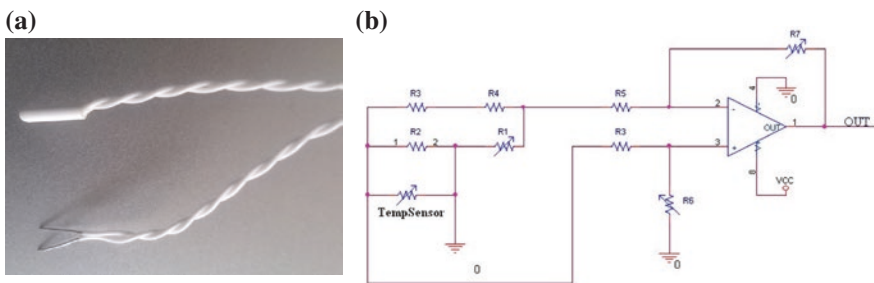 (a)
(b)
R7
R3
R4
R5
4
0
2
-
OUT
1
OUT
1
R2
2
R1
R3
3
+
8
VCC
TempSensor
R6
0
0